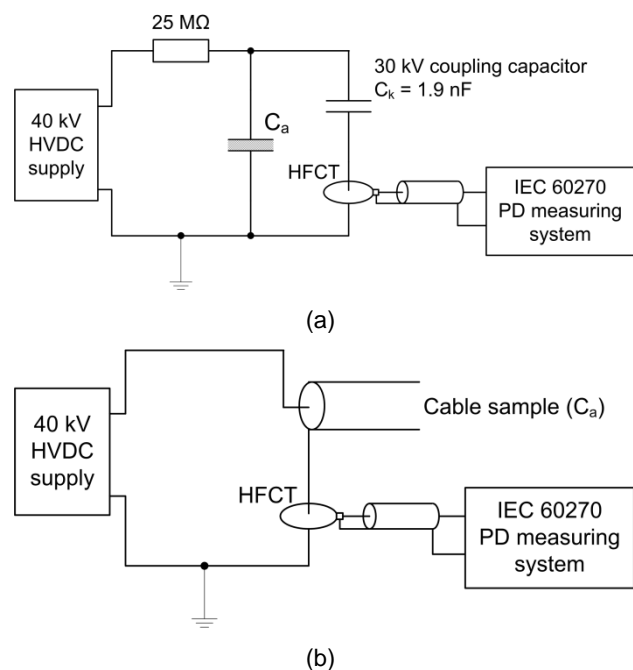 25 MΩ
30 kV coupling capacitor
Cₖ = 1.9 nF
40 kV
HVDC
supply
Cₐ
HFCT
IEC 60270
PD measuring
system
(a)
40 kV
HVDC
supply
Cable sample (Cₐ)
HFCT
IEC 60270
PD measuring
system
(b)